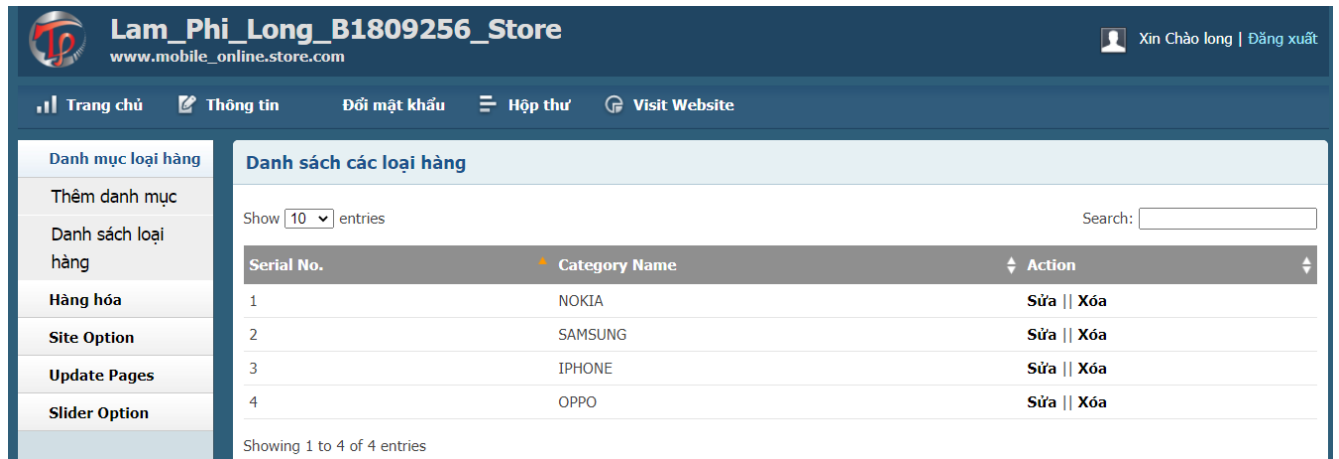 Lam_Phi_Long_B1809256_Store
www.mobile_online.store.com
Xin Chào long | Đăng xuất
Trang chủ Thông tin Đổi mật khẩu Hộp thư Visit Website
Danh mục loại hàng
Thêm danh mục
Danh sách loại
hàng
Hàng hóa
Site Option
Update Pages
Slider Option
Danh sách các loại hàng
Show 10 entries Search:
Serial No. Category Name Action
1 NOKIA Sửa || Xóa
2 SAMSUNG Sửa || Xóa
3 IPHONE Sửa || Xóa
4 OPPO Sửa || Xóa
Showing 1 to 4 of 4 entries